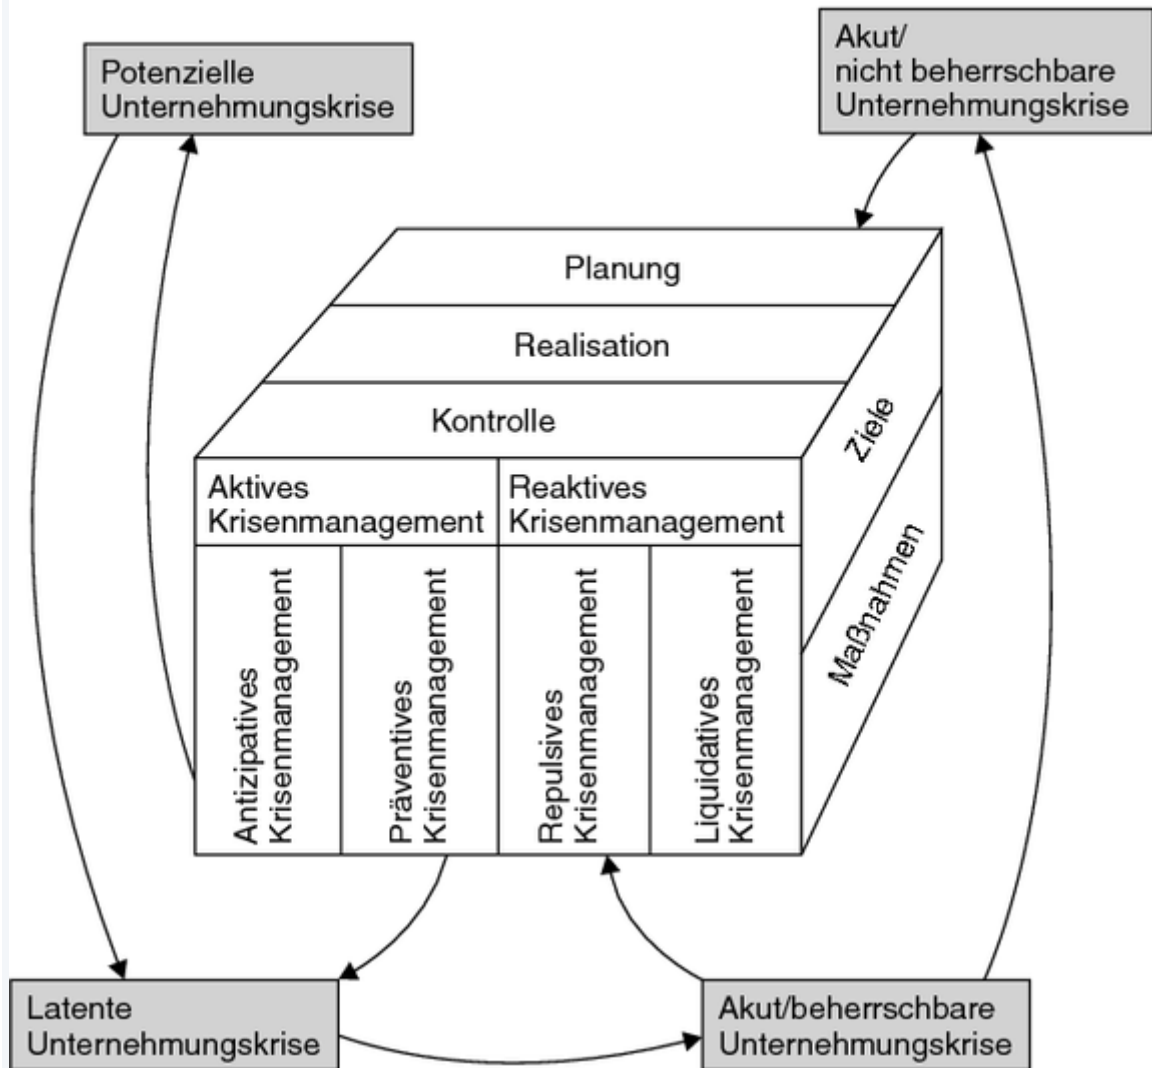 Potenzielle
Unternehmungskrise
Akut/
nicht beherrschbare
Unternehmungskrise
Planung
Realisation
Kontrolle
Ziele
Maßnahmen
Aktives
Krisenmanagement
Reaktives
Krisenmanagement
Antizipatives
Krisenmanagement
Präventives
Krisenmanagement
Repulsives
Krisenmanagement
Liquidatives
Krisenmanagement
Latente
Unternehmungskrise
Akut/beherrschbare
Unternehmungskrise